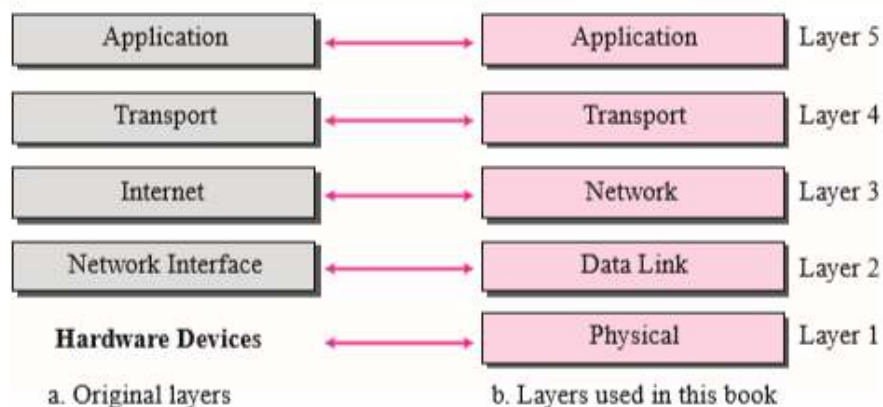 Application Application Layer 5
Transport Transport Layer 4
Internet Network Layer 3
Network Interface Data Link Layer 2
Hardware Devices Physical Layer 1
a. Original layers b. Layers used in this book